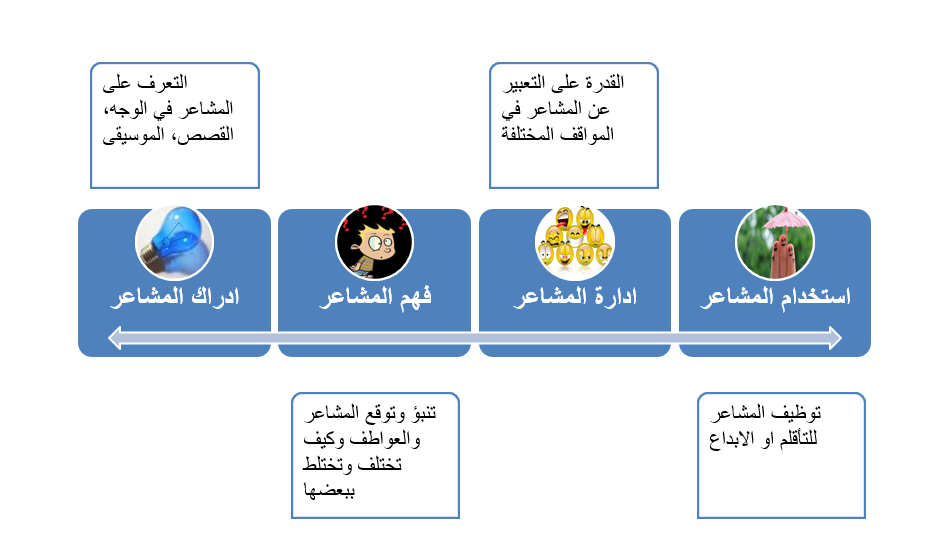 التعرف على
المشاعر في الوجه،
القصص، الموسيقى
القدرة على التعبير
عن المشاعر في
المواقف المختلفة
ادراك المشاعر
فهم المشاعر
ادارة المشاعر
استخدام المشاعر
تنبؤ وتوقع المشاعر
والعواطف وكيف
تختلف وتختلط
ببعضها
توظيف المشاعر
للتأقلم او الابداع